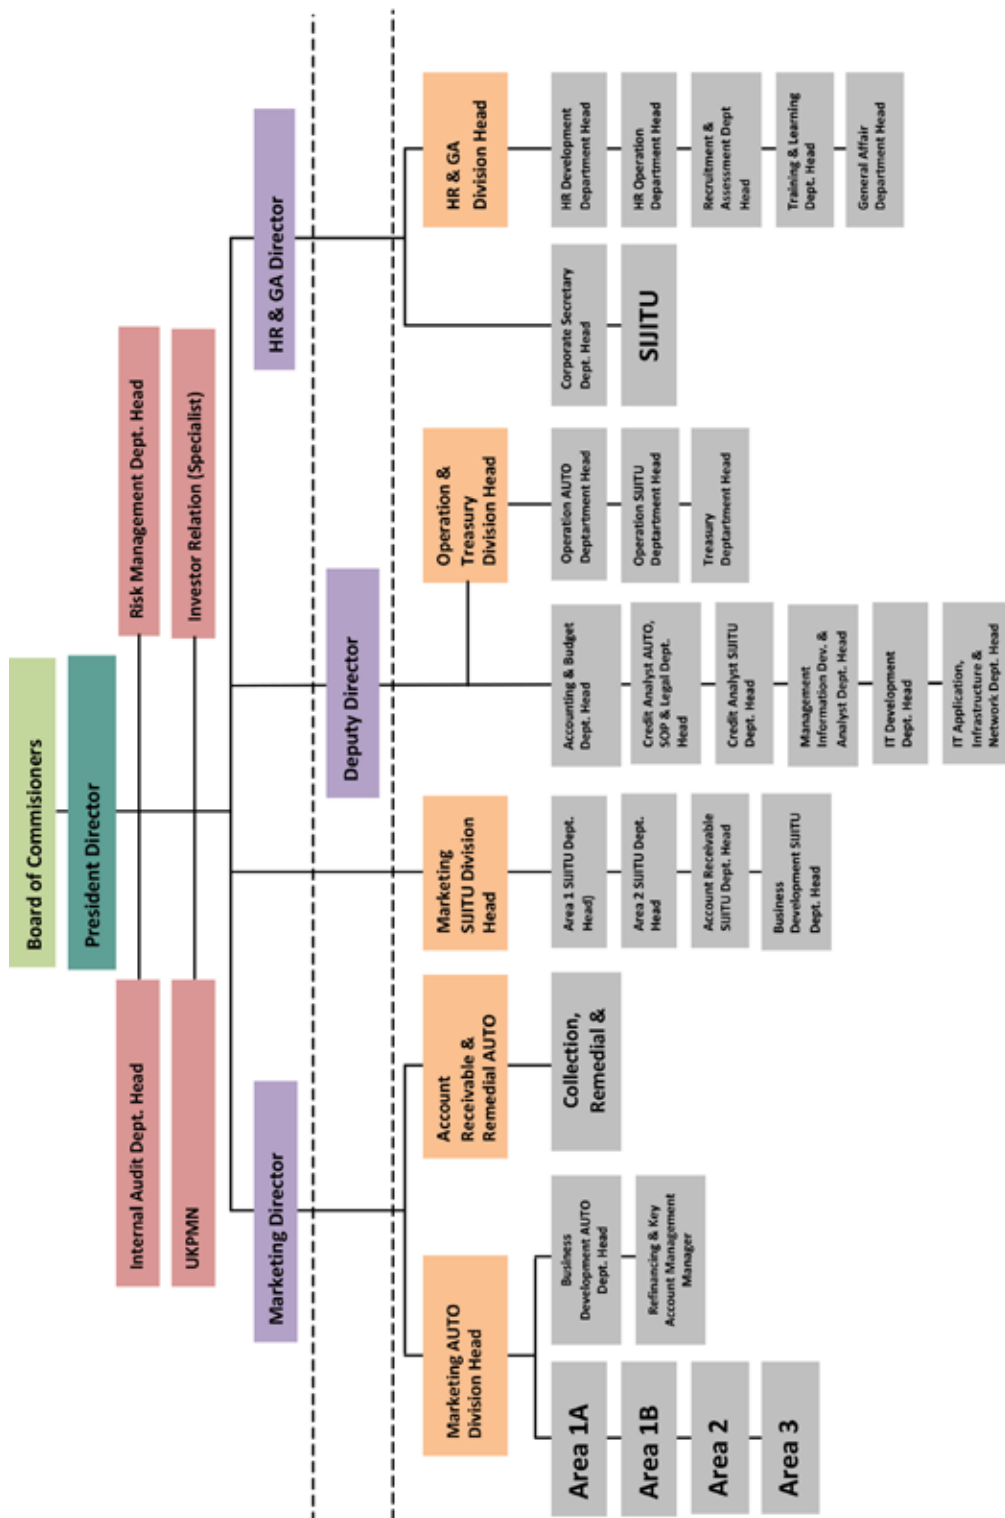 Board of Commisioners
President Director
Internal Audit Dept. Head
Risk Management Dept. Head
UKPMN
Investor Relation (Specialist)
Marketing Director
HR & GA Director
Deputy Director
Marketing AUTO
Division Head
Account
Receivable &
Remedial AUTO
Marketing
SIJITU Division
Head
Operation &
Treasury
Division Head
HR & GA
Division Head
Area 1A
Area 1B
Area 2
Area 3
Business
Development AUTO
Dept. Head
Refinancing & Key
Account Management
Manager
Collection,
Remedial &
Area 1 SIJITU Dept.
Head)
Area 2 SIJITU Dept.
Head
Account Receivable
SIJITU Dept. Head
Business
Development SIJITU
Dept. Head
Accounting & Budget
Dept. Head
Credit Analyst AUTO,
SOP & Legal Dept.
Head
Credit Analyst SIJITU
Dept. Head
Management
Information Dev. &
Analyst Dept. Head
IT Development
Dept. Head
IT Application,
Infrastructure &
Network Dept. Head
Operation AUTO
Deptartment Head
Operation SIJITU
Deptartment Head
Treasury
Deptartment Head
Corporate Secretary
Dept. Head
SIJITU
HR Development
Department Head
HR Operation
Department Head
Recruitment &
Assessment Dept
Head
Training & Learning
Dept. Head
General Affair
Department Head